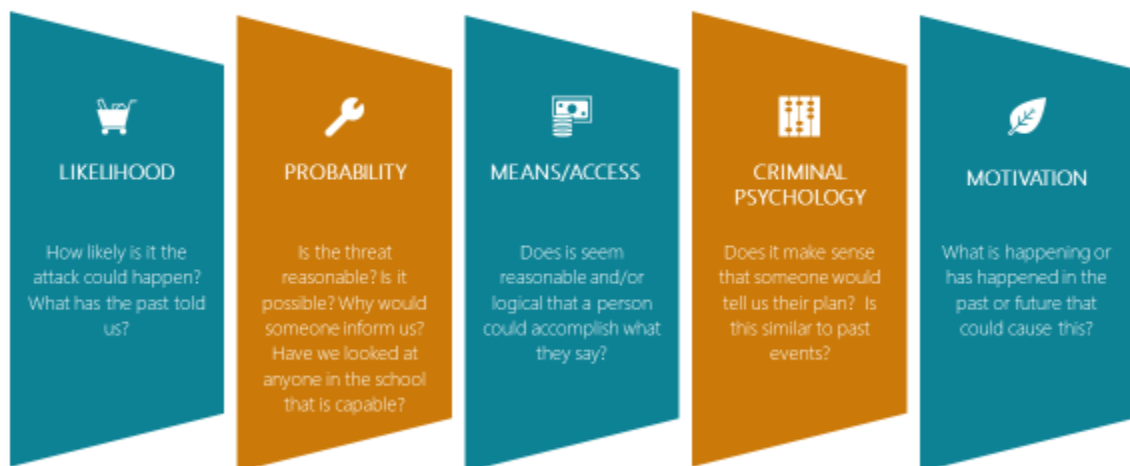 LIKELIHOOD
How likely is it the
attack could happen?
What has the past told
us?
PROBABILITY
Is the threat
reasonable? Is it
possible? Why would
someone inform us?
Have we looked at
anyone in the school
that is capable?
MEANS/ACCESS
Does is seem
reasonable and/or
logical that a person
could accomplish what
they say?
CRIMINAL
PSYCHOLOGY
Does it make sense
that someone would
tell us their plan? Is
this similar to past
events?
MOTIVATION
What is happening or
has happened in the
past or future that
could cause this?